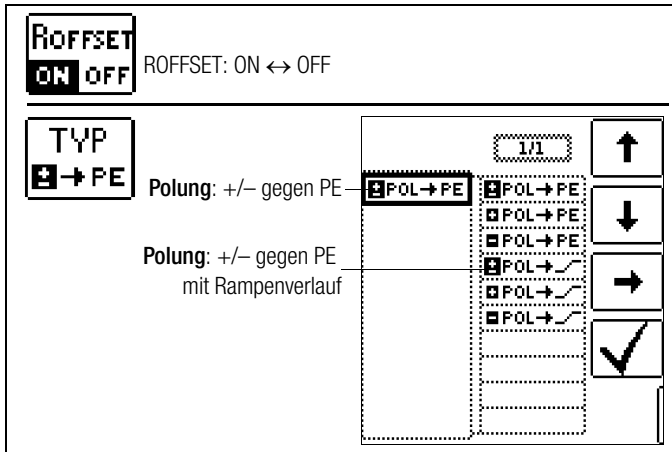 ROFFSET
ON OFF
ROFFSET: ON ↔ OFF
TYP
±→PE
1/1
Polung: +/– gegen PE
±POL→PE
±POL→PE
+POL→PE
-POL→PE
Polung: +/– gegen PE
mit Rampenverlauf
±POL→
+POL→
-POL→